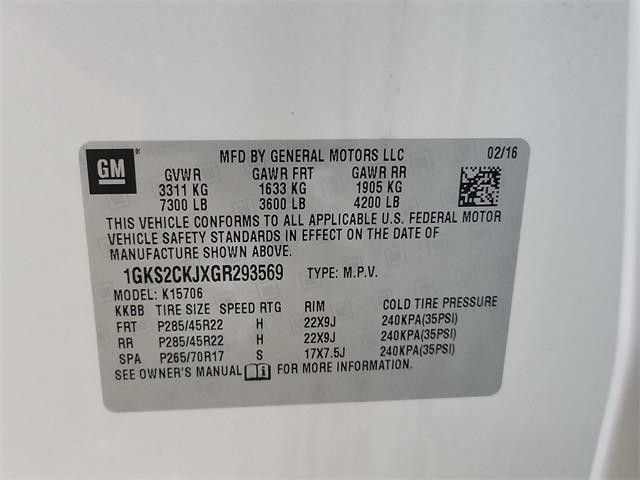 GM
MFD BY GENERAL MOTORS LLC 02/16
GVWR GAWR FRT GAWR RR
3311 KG 1633 KG 1905 KG
7300 LB 3600 LB 4200 LB
THIS VEHICLE CONFORMS TO ALL APPLICABLE U.S. FEDERAL MOTOR
VEHICLE SAFETY STANDARDS IN EFFECT ON THE DATE OF
MANUFACTURE SHOWN ABOVE.
1GKS2CKJXGR293569 TYPE: M.P.V.
MODEL: K15706
KKBB TIRE SIZE SPEED RTG RIM COLD TIRE PRESSURE
FRT P285/45R22 H 22X9J 240KPA(35PSI)
RR P285/45R22 H 22X9J 240KPA(35PSI)
SPA P265/70R17 S 17X7.5J 240KPA(35PSI)
SEE OWNER'S MANUAL FOR MORE INFORMATION.